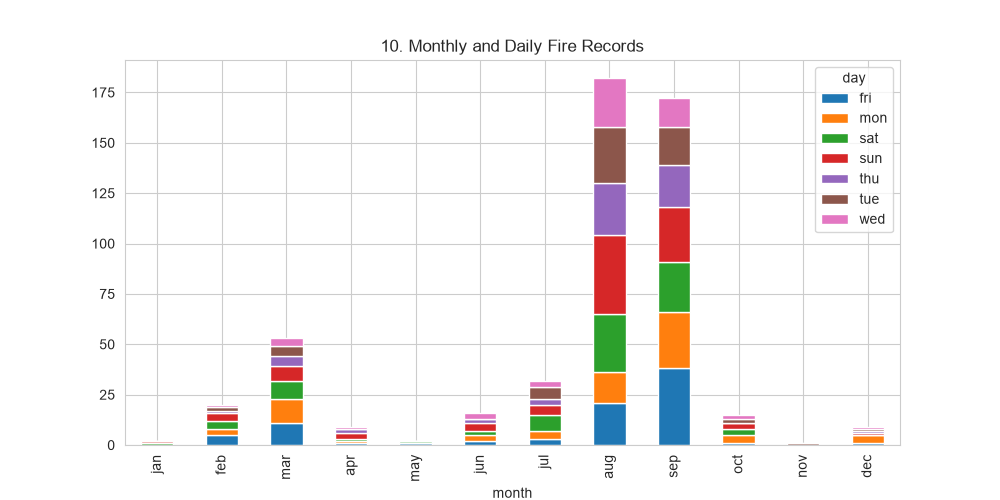 10. Monthly and Daily Fire Records
day
fri
mon
sat
sun
thu
tue
wed
175
150
125
100
75
50
25
0
jan feb mar apr may jun jul aug sep oct nov dec
month